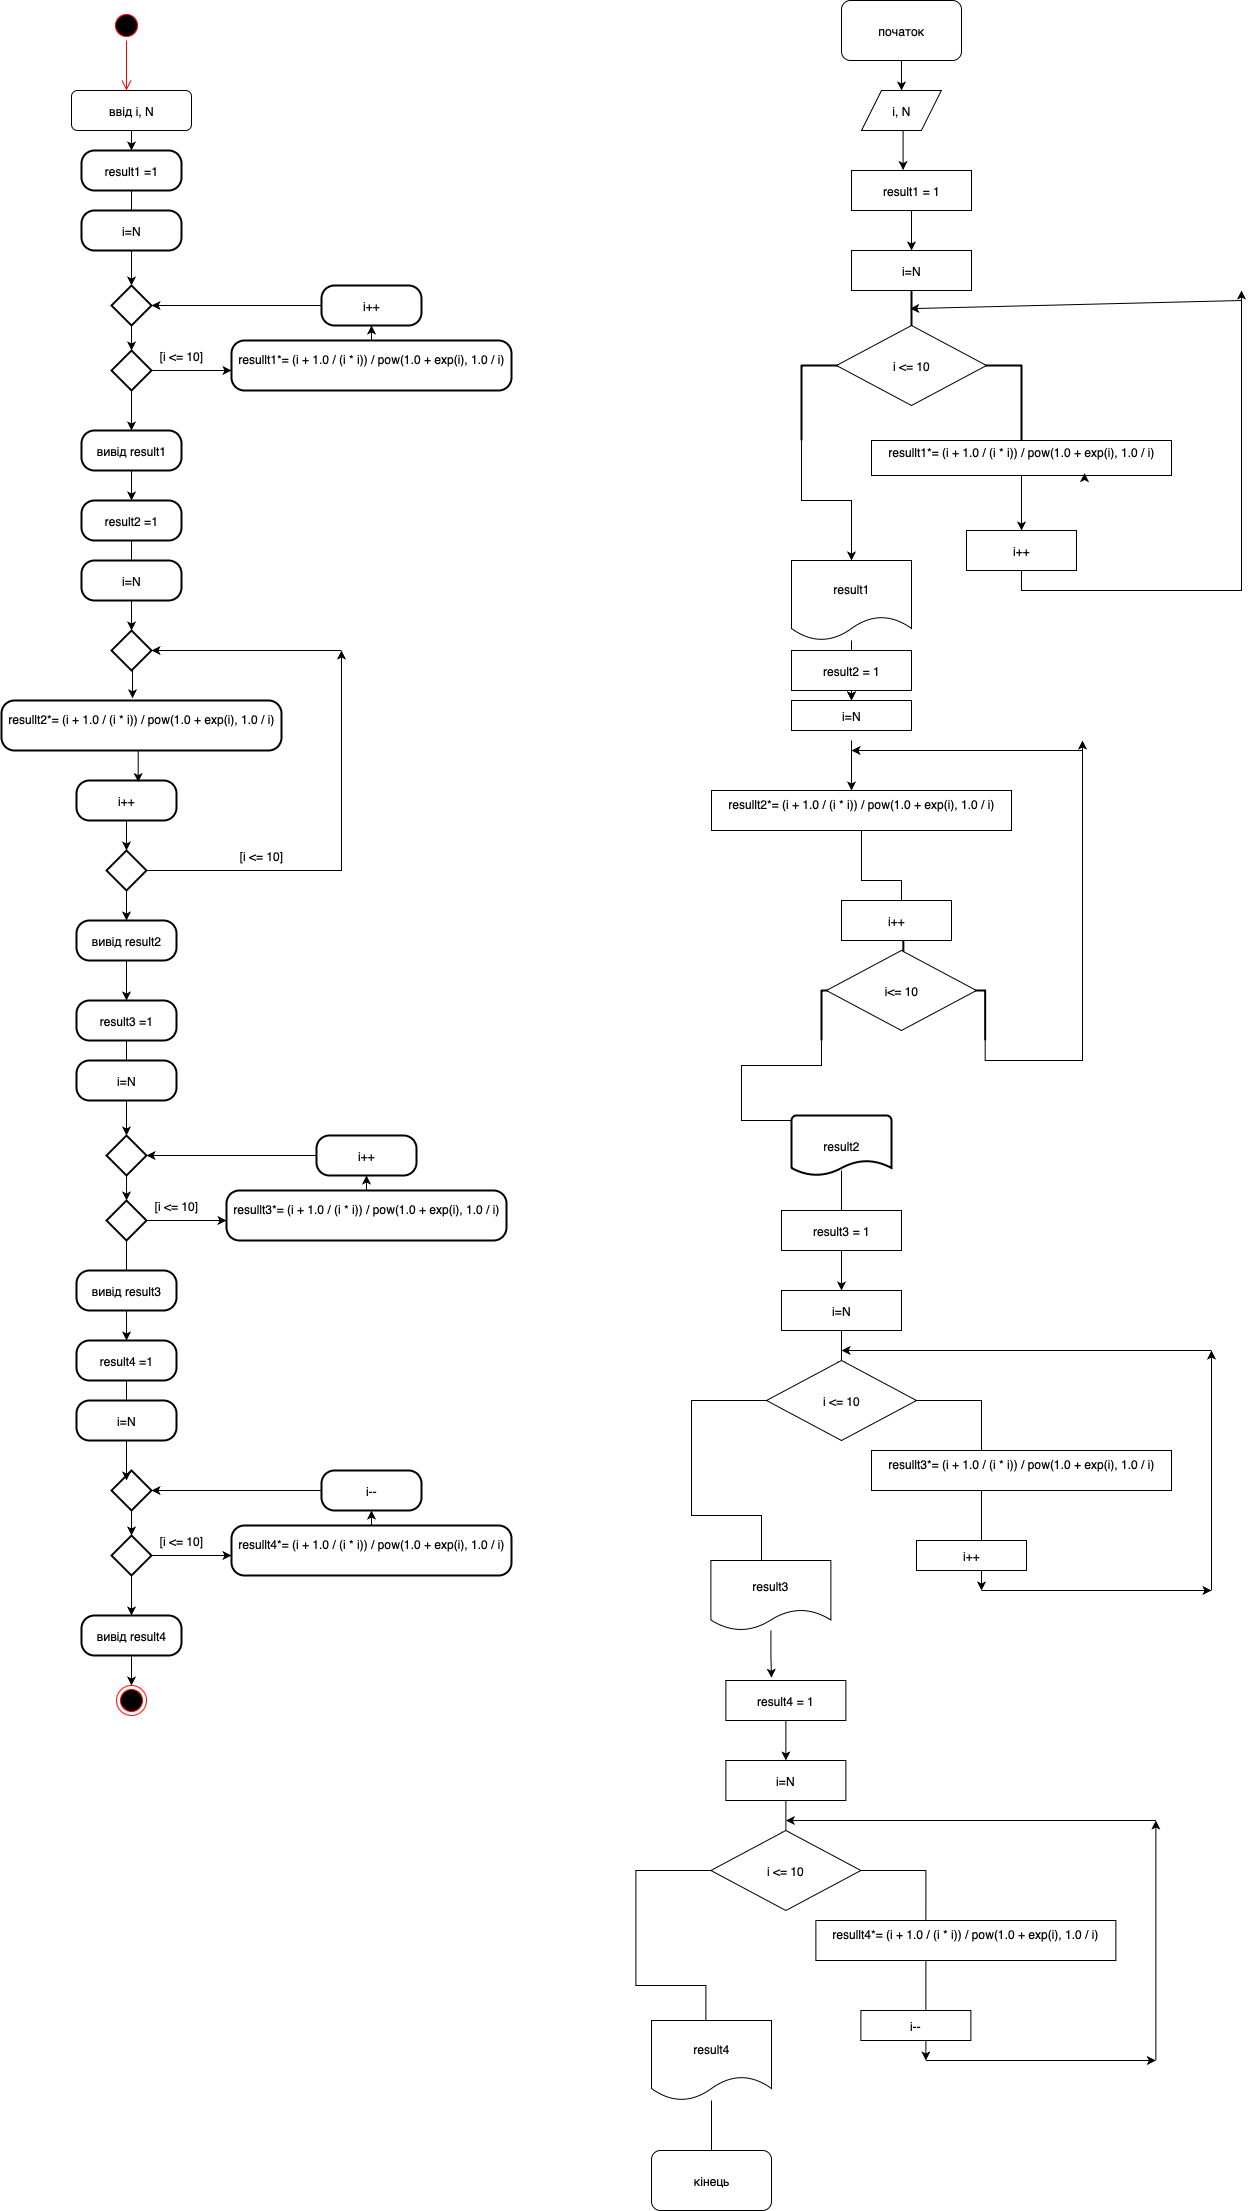 ввід i, N
result1 =1
i=N
i++
[i <= 10]
resullt1*= (i + 1.0 / (i * i)) / pow(1.0 + exp(i), 1.0 / i)
вивід result1
result2 =1
i=N
resullt2*= (i + 1.0 / (i * i)) / pow(1.0 + exp(i), 1.0 / i)
i++
[i <= 10]
вивід result2
result3 =1
i=N
i++
[i <= 10]
resullt3*= (i + 1.0 / (i * i)) / pow(1.0 + exp(i), 1.0 / i)
вивід result3
result4 =1
i=N
i--
[i <= 10]
resullt4*= (i + 1.0 / (i * i)) / pow(1.0 + exp(i), 1.0 / i)
вивід result4
початок
i, N
result1 = 1
i=N
i <= 10
resullt1*= (i + 1.0 / (i * i)) / pow(1.0 + exp(i), 1.0 / i)
i++
result1
result2 = 1
i=N
resullt2*= (i + 1.0 / (i * i)) / pow(1.0 + exp(i), 1.0 / i)
i++
i<= 10
result2
result3 = 1
i=N
i <= 10
resullt3*= (i + 1.0 / (i * i)) / pow(1.0 + exp(i), 1.0 / i)
i++
result3
result4 = 1
i=N
i <= 10
resullt4*= (i + 1.0 / (i * i)) / pow(1.0 + exp(i), 1.0 / i)
i--
result4
кінець